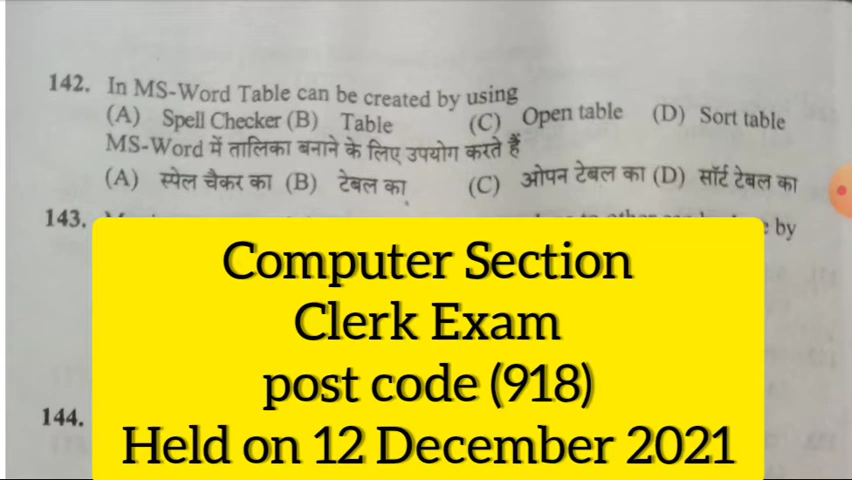 142. In MS-Word Table can be created by using
(A) Spell Checker (B) Table (C) Open table (D) Sort table
MS-Word में तालिका बनाने के लिए उपयोग करते हैं
(A) स्पेल चैकर का (B) टेबल का (C) ओपन टेबल का (D) सॉर्ट टेबल का
143. by
Computer Section
Clerk Exam
post code (918)
144.
Held on 12 December 2021